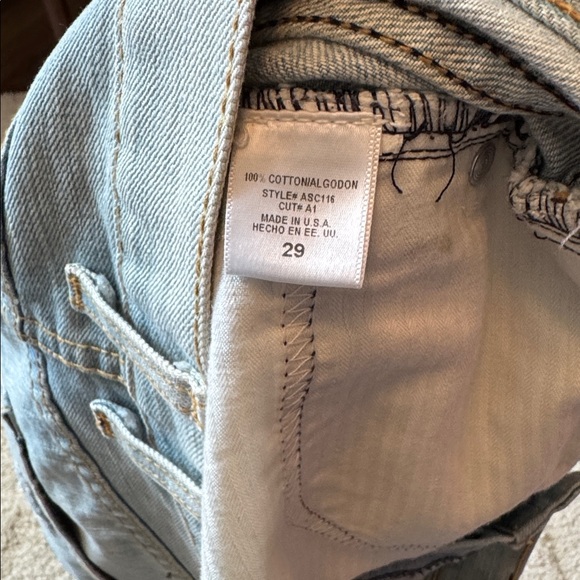 100% COTTON/ALGODON
STYLE# ASC116
CUT# A1
MADE IN U.S.A.
HECHO EN EE. UU.
29